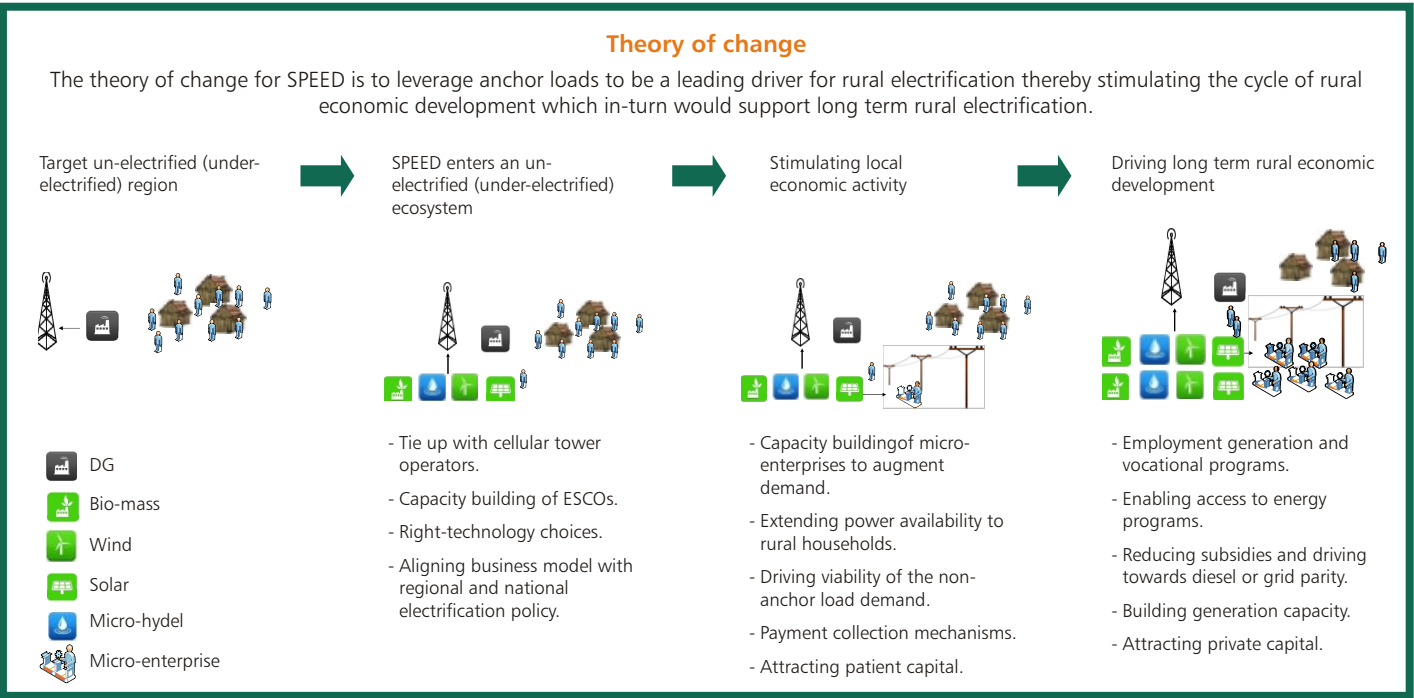 Theory of change
The theory of change for SPEED is to leverage anchor loads to be a leading driver for rural electrification thereby stimulating the cycle of rural
economic development which in-turn would support long term rural electrification.
Target un-electrified (under-
electrified) region
SPEED enters an un-
electrified (under-electrified)
ecosystem
Stimulating local
economic activity
Driving long term rural economic
development
DG
Bio-mass
Wind
Solar
Micro-hydel
Micro-enterprise
- Tie up with cellular tower
operators.
- Capacity building of ESCOs.
- Right-technology choices.
- Aligning business model with
regional and national
electrification policy.
- Capacity buildingof micro-
enterprises to augment
demand.
- Extending power availability to
rural households.
- Driving viability of the non-
anchor load demand.
- Payment collection mechanisms.
- Attracting patient capital.
- Employment generation and
vocational programs.
- Enabling access to energy
programs.
- Reducing subsidies and driving
towards diesel or grid parity.
- Building generation capacity.
- Attracting private capital.